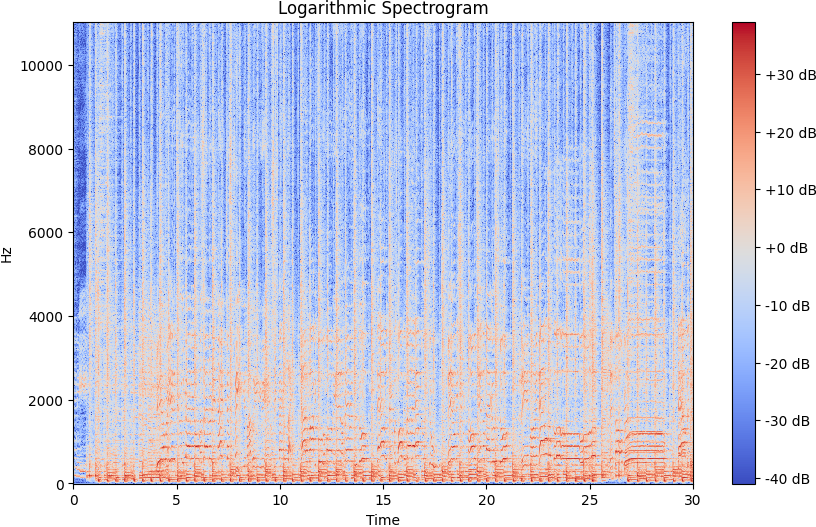 Logarithmic Spectrogram
Hz
10000
8000
6000
4000
2000
0
0 5 10 15 20 25 30
Time
+30 dB
+20 dB
+10 dB
+0 dB
-10 dB
-20 dB
-30 dB
-40 dB